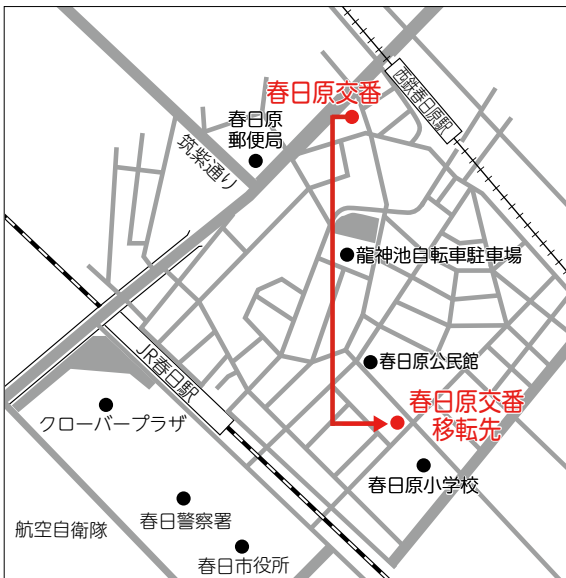 春日原交番
西鉄春日原駅
春日原
郵便局
筑紫通り
龍神池自転車駐車場
JR春日駅
春日原公民館
春日原交番
移転先
クローバープラザ
春日原小学校
春日警察署
航空自衛隊
春日市役所